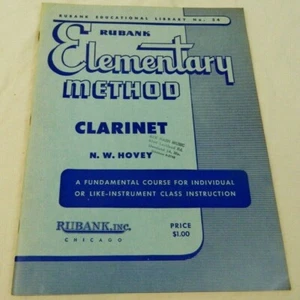 RUBANK EDUCATIONAL LIBRARY No. 28
RUBANK
Elementary
METHOD
CLARINET
N. W. HOVEY
A FUNDAMENTAL COURSE FOR INDIVIDUAL
OR LIKE-INSTRUMENT CLASS INSTRUCTION
RUBANK, INC.
CHICAGO
PRICE
$1.00